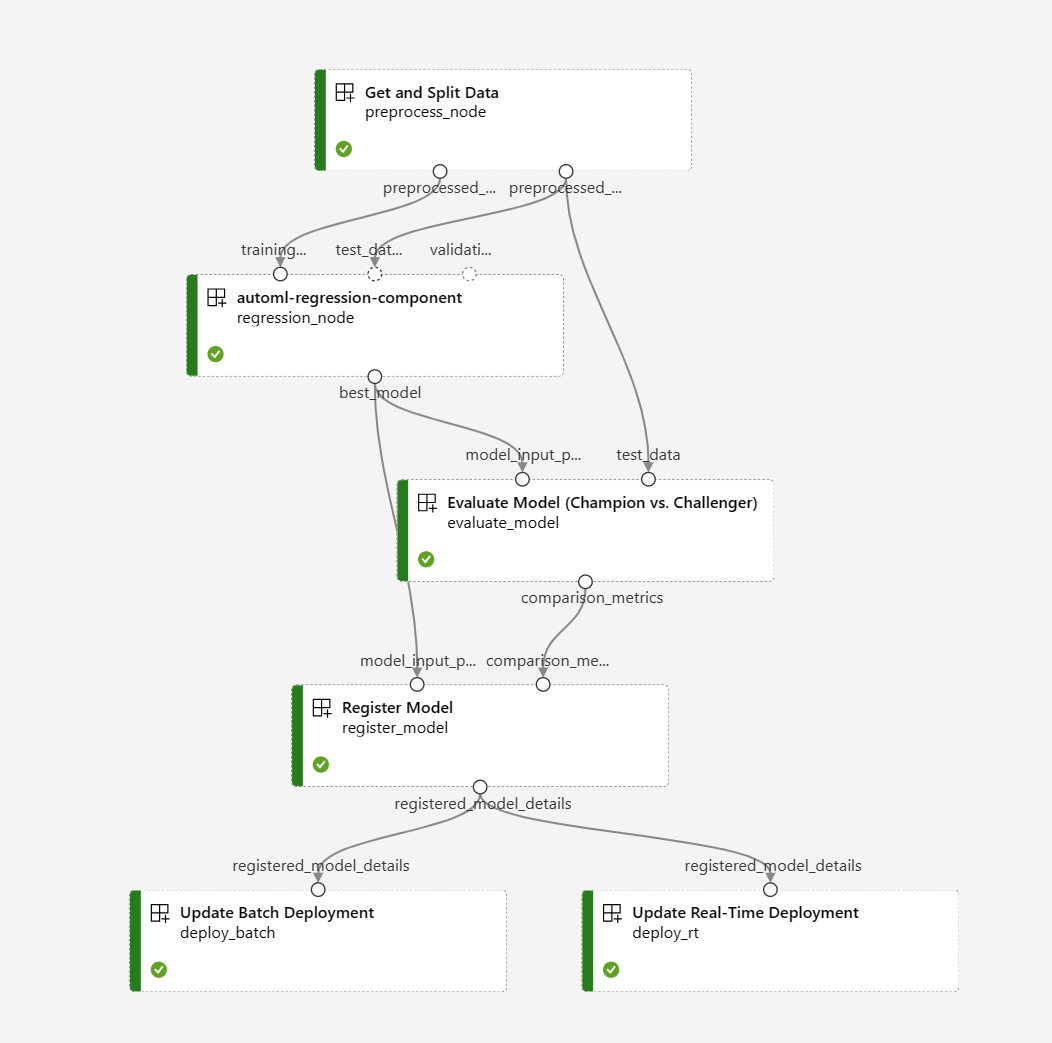 Get and Split Data
preprocess_node
preprocessed_... preprocessed_...
training... test_dat... validati...
automl-regression-component
regression_node
best_model
model_input_p... test_data
Evaluate Model (Champion vs. Challenger)
evaluate_model
comparison_metrics
model_input_p... comparison_me...
Register Model
register_model
registered_model_details
registered_model_details registered_model_details
Update Batch Deployment
deploy_batch
Update Real-Time Deployment
deploy_rt